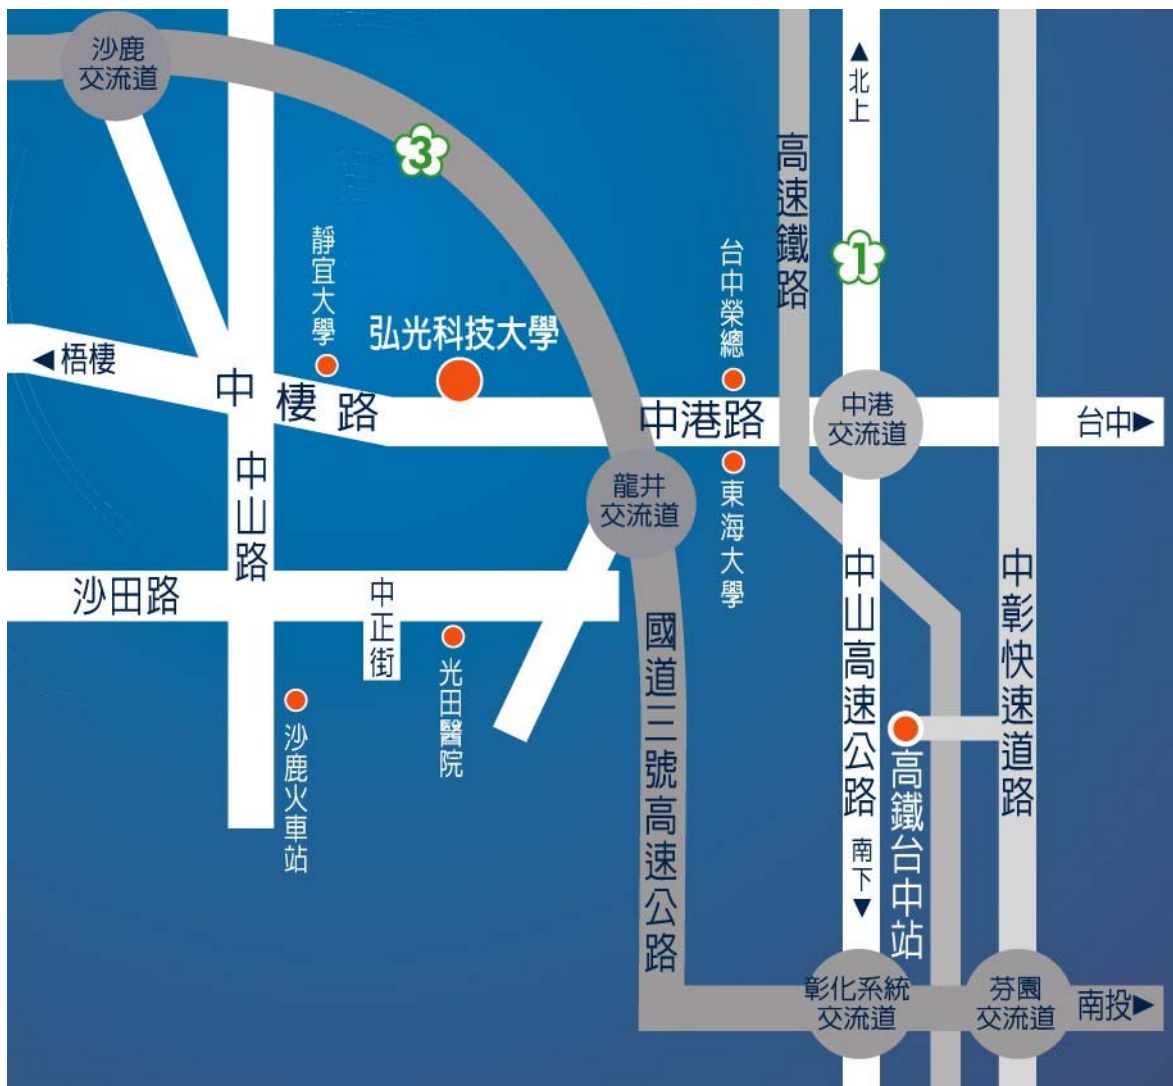 沙鹿
交流道
北上
3
高速鐵路
1
靜宜大學
台中榮總
弘光科技大學
梧棲
中棲路
中港路
中港
交流道
台中
中山路
龍井
交流道
東海大學
沙田路
中正街
中山高速公路
中彰快速道路
國道三號高速公路
光田醫院
沙鹿火車站
高鐵台中站
南下
彰化系統
交流道
芬園
交流道
南投